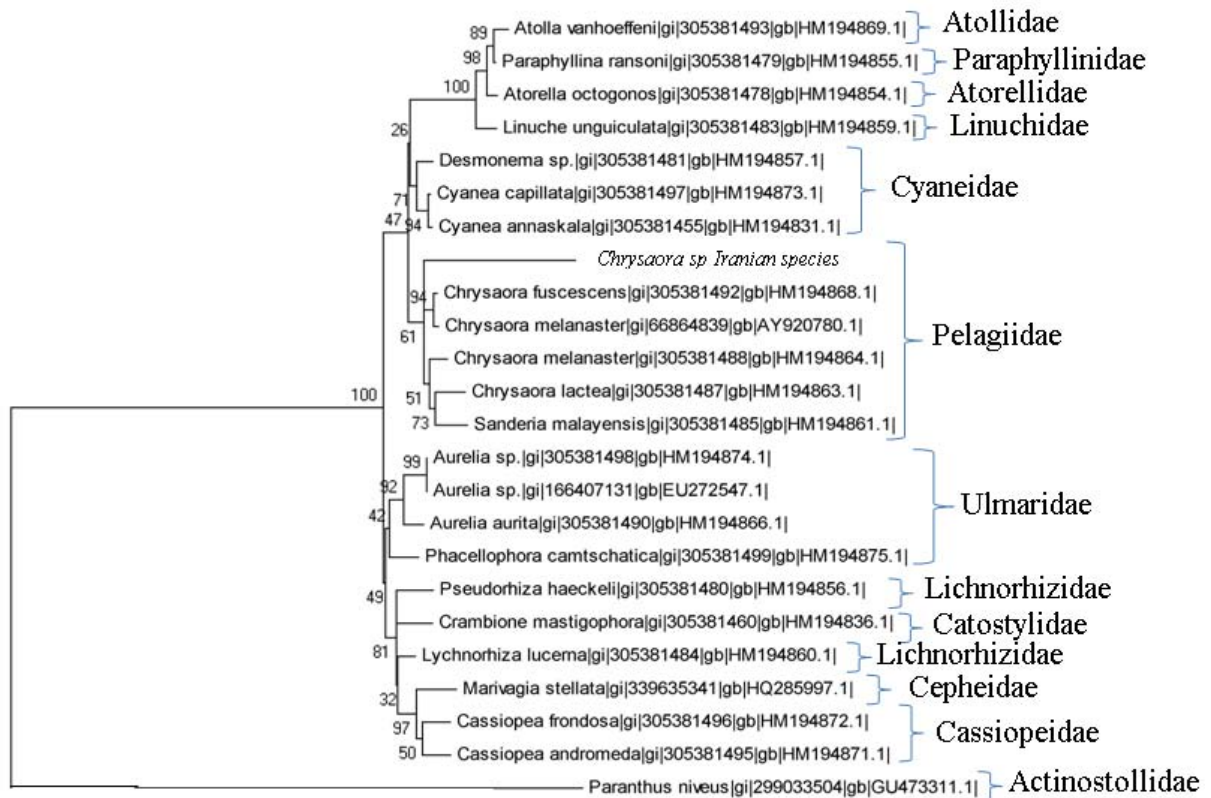 89
Atolla vanhoeffeni|gi|305381493|gb|HM194869.1| Atollidae
98
Paraphyllina ransoni|gi|305381479|gb|HM194855.1| Paraphyllinidae
100
Atorella octogonos|gi|305381478|gb|HM194854.1| Atorellidae
Linuche unguiculata|gi|305381483|gb|HM194859.1| Linuchidae
26
Desmonema sp.|gi|305381481|gb|HM194857.1|
71
Cyanea capillata|gi|305381497|gb|HM194873.1| Cyaneidae
47
94
Cyanea annaskala|gi|305381455|gb|HM194831.1|
Chrysaora sp Iranian species
94
Chrysaora fuscescens|gi|305381492|gb|HM194868.1|
Chrysaora melanaster|gi|66864839|gb|AY920780.1| Pelagiidae
61
Chrysaora melanaster|gi|305381488|gb|HM194864.1|
51
Chrysaora lactea|gi|305381487|gb|HM194863.1|
100
73
Sanderia malayensis|gi|305381485|gb|HM194861.1|
99
Aurelia sp.|gi|305381498|gb|HM194874.1|
92
Aurelia sp.|gi|166407131|gb|EU272547.1| Ulmaridae
42
Aurelia aurita|gi|305381490|gb|HM194866.1|
Phacellophora camtschatica|gi|305381499|gb|HM194875.1|
49
Pseudorhiza haeckeli|gi|305381480|gb|HM194856.1| Lichnorhizidae
Crambione mastigophora|gi|305381460|gb|HM194836.1| Catostylidae
81
Lychnorhiza lucerna|gi|305381484|gb|HM194860.1| Lichnorhizidae
32
Marivagia stellata|gi|339635341|gb|HQ285997.1| Cepheidae
97
Cassiopea frondosa|gi|305381496|gb|HM194872.1| Cassiopeidae
50
Cassiopea andromeda|gi|305381495|gb|HM194871.1|
Paranthus niveus|gi|299033504|gb|GU473311.1| Actinostollidae